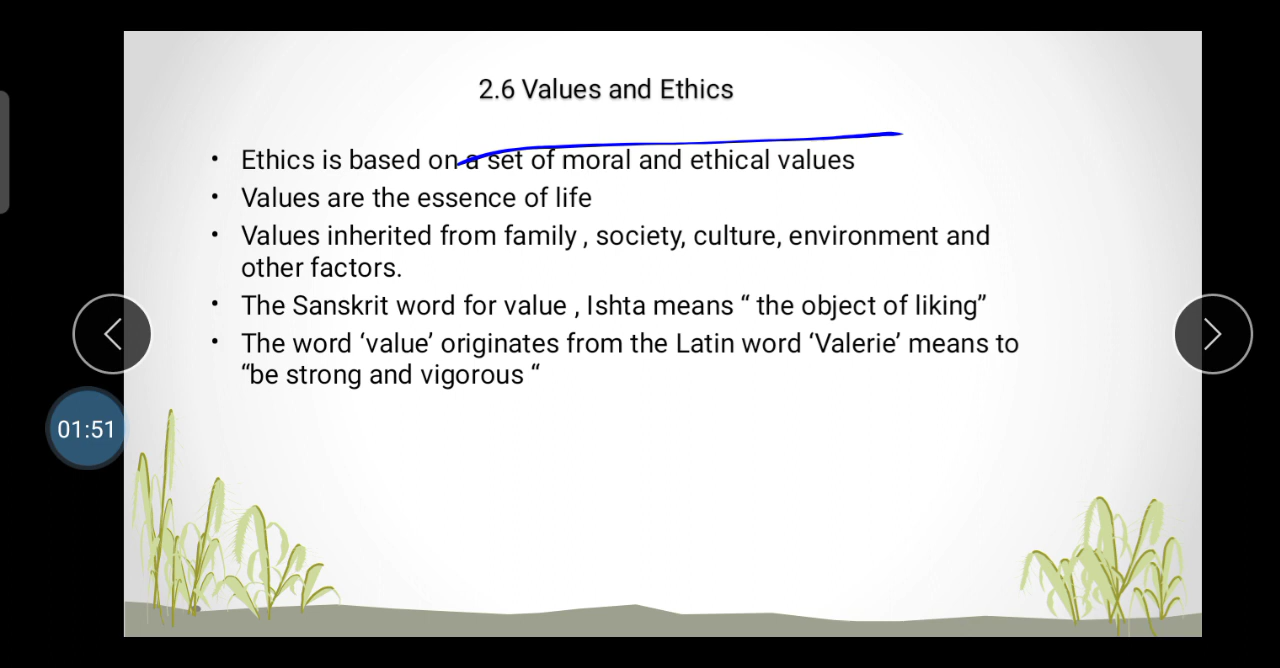 2.6 Values and Ethics
• Ethics is based on a set of moral and ethical values
• Values are the essence of life
• Values inherited from family , society, culture, environment and
other factors.
• The Sanskrit word for value , Ishta means “ the object of liking”
• The word ‘value’ originates from the Latin word ‘Valerie’ means to
“be strong and vigorous “
01:51